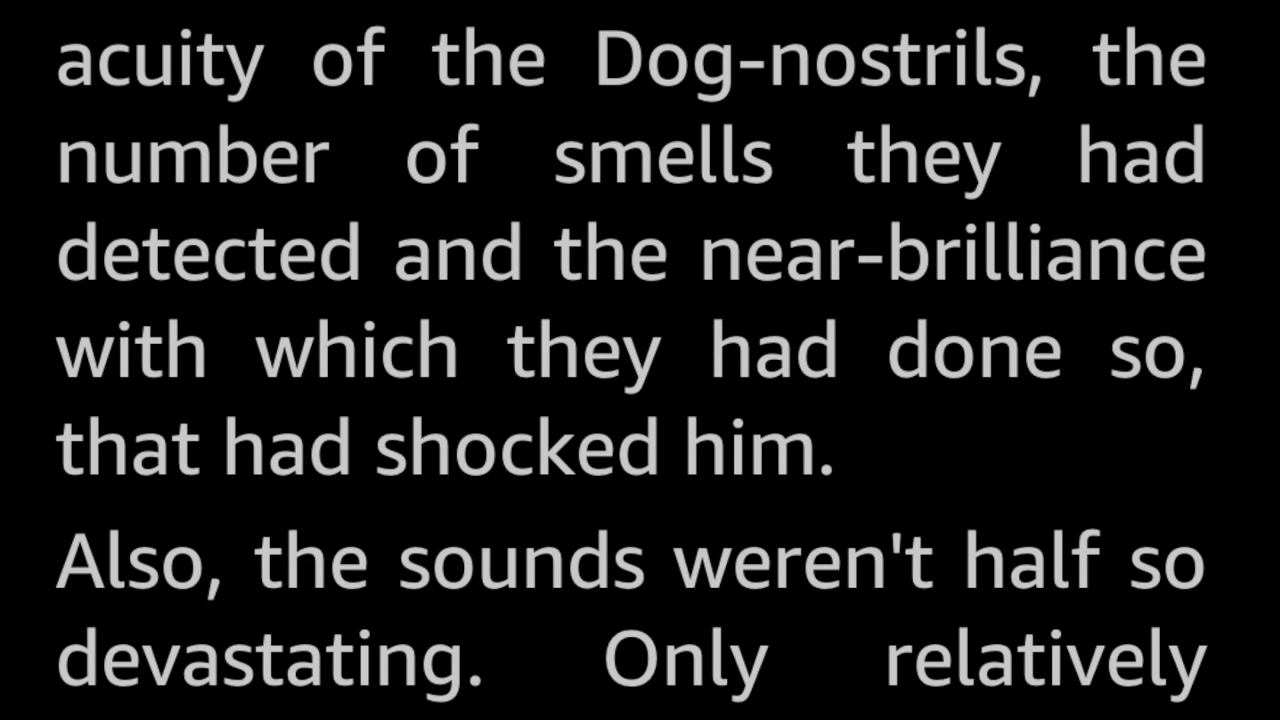 acuity of the Dog-nostrils, the
number of smells they had
detected and the near-brilliance
with which they had done so,
that had shocked him.
Also, the sounds weren't half so
devastating. Only relatively